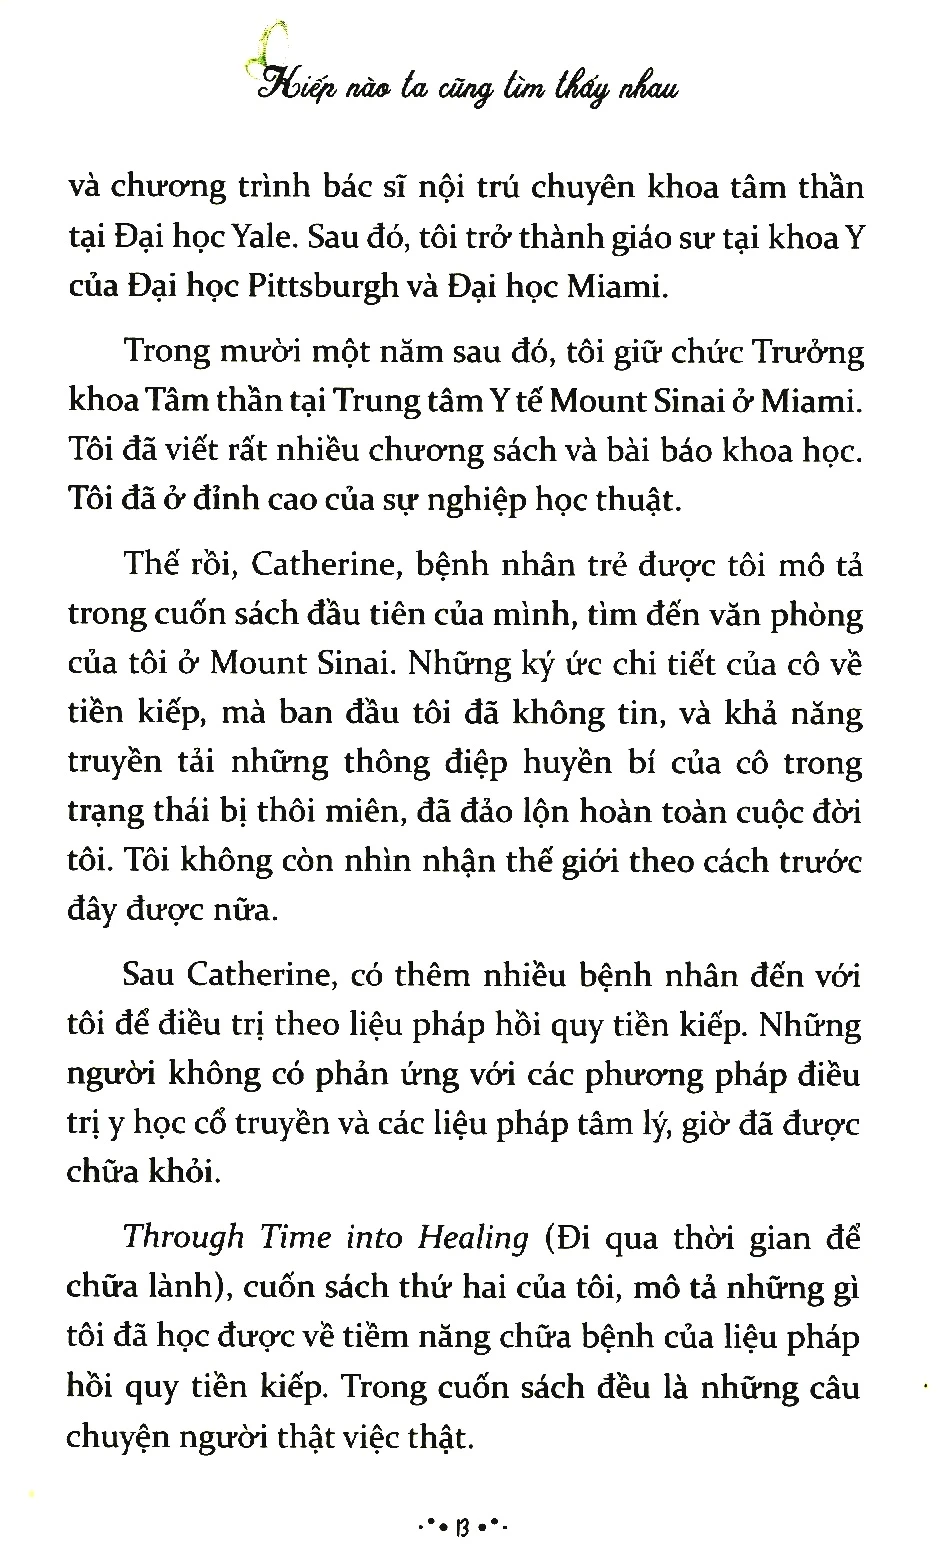 Kiếp nào ta cũng tìm thấy nhau
và chương trình bác sĩ nội trú chuyên khoa tâm thần
tại Đại học Yale. Sau đó, tôi trở thành giáo sư tại khoa Y
của Đại học Pittsburgh và Đại học Miami.
Trong mười một năm sau đó, tôi giữ chức Trưởng
khoa Tâm thần tại Trung tâm Y tế Mount Sinai ở Miami.
Tôi đã viết rất nhiều chương sách và bài báo khoa học.
Tôi đã ở đỉnh cao của sự nghiệp học thuật.
Thế rồi, Catherine, bệnh nhân trẻ được tôi mô tả
trong cuốn sách đầu tiên của mình, tìm đến văn phòng
của tôi ở Mount Sinai. Những ký ức chi tiết của cô về
tiền kiếp, mà ban đầu tôi đã không tin, và khả năng
truyền tải những thông điệp huyền bí của cô trong
trạng thái bị thôi miên, đã đảo lộn hoàn toàn cuộc đời
tôi. Tôi không còn nhìn nhận thế giới theo cách trước
đây được nữa.
Sau Catherine, có thêm nhiều bệnh nhân đến với
tôi để điều trị theo liệu pháp hồi quy tiền kiếp. Những
người không có phản ứng với các phương pháp điều
trị y học cổ truyền và các liệu pháp tâm lý, giờ đã được
chữa khỏi.
Through Time into Healing (Đi qua thời gian để
chữa lành), cuốn sách thứ hai của tôi, mô tả những gì
tôi đã học được về tiềm năng chữa bệnh của liệu pháp
hồi quy tiền kiếp. Trong cuốn sách đều là những câu
chuyện người thật việc thật.
13